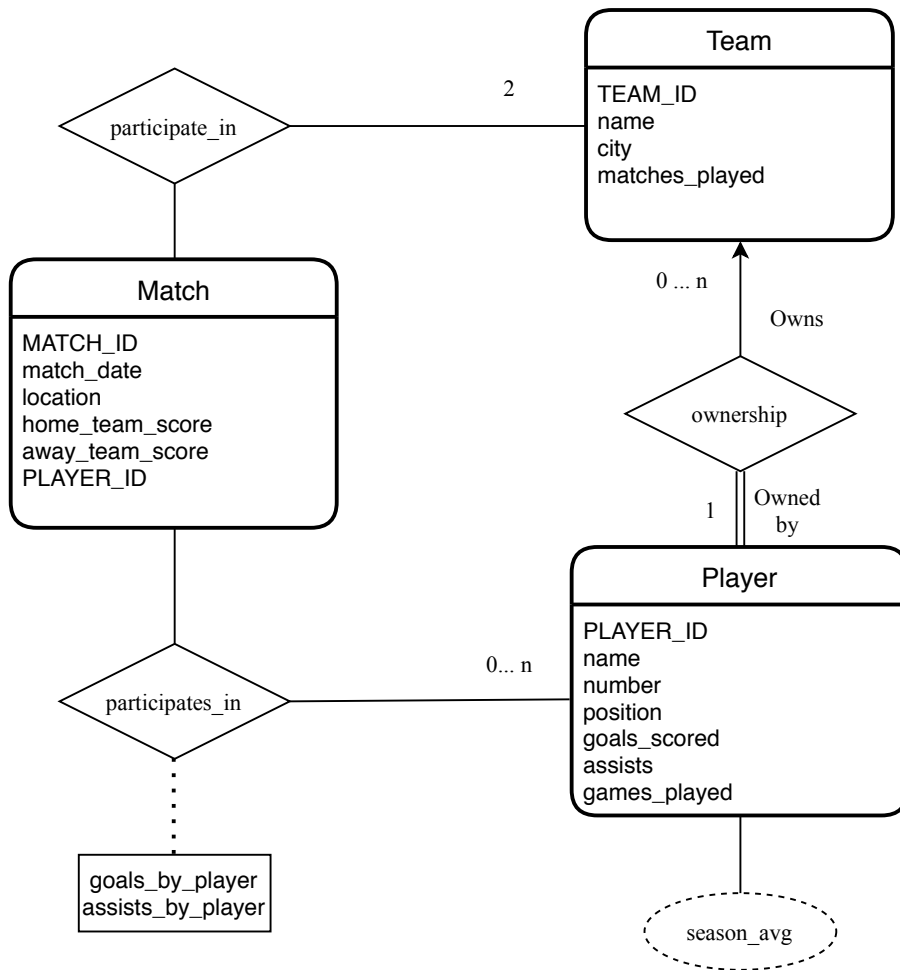 Team
TEAM_ID
name
city
matches_played
2
participate_in
Match
MATCH_ID
match_date
location
home_team_score
away_team_score
PLAYER_ID
0 ... n
Owns
ownership
1
Owned
by
Player
PLAYER_ID
name
number
position
goals_scored
assists
games_played
0... n
participates_in
goals_by_player
assists_by_player
season_avg